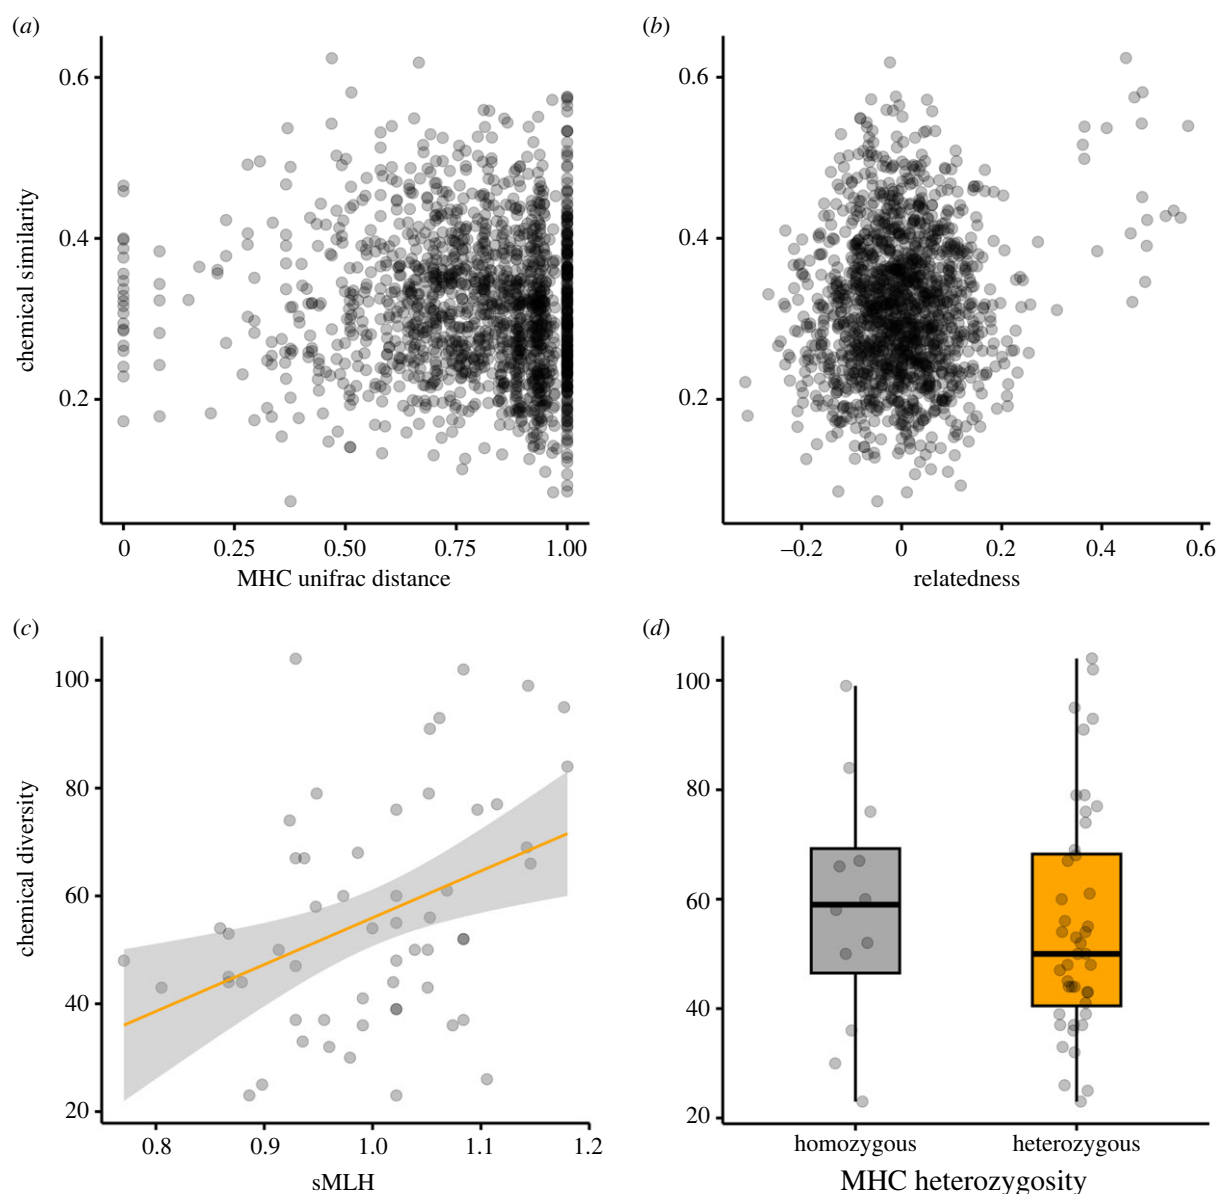 (a)
0.6
0.4
0.2
chemical similarity
0 0.25 0.50 0.75 1.00
MHC unifrac distance
(b)
0.6
0.4
0.2
–0.2 0 0.2 0.4 0.6
relatedness
(c)
100
80
60
40
20
chemical diversity
0.8 0.9 1.0 1.1 1.2
sMLH
(d)
100
80
60
40
20
homozygous heterozygous
MHC heterozygosity